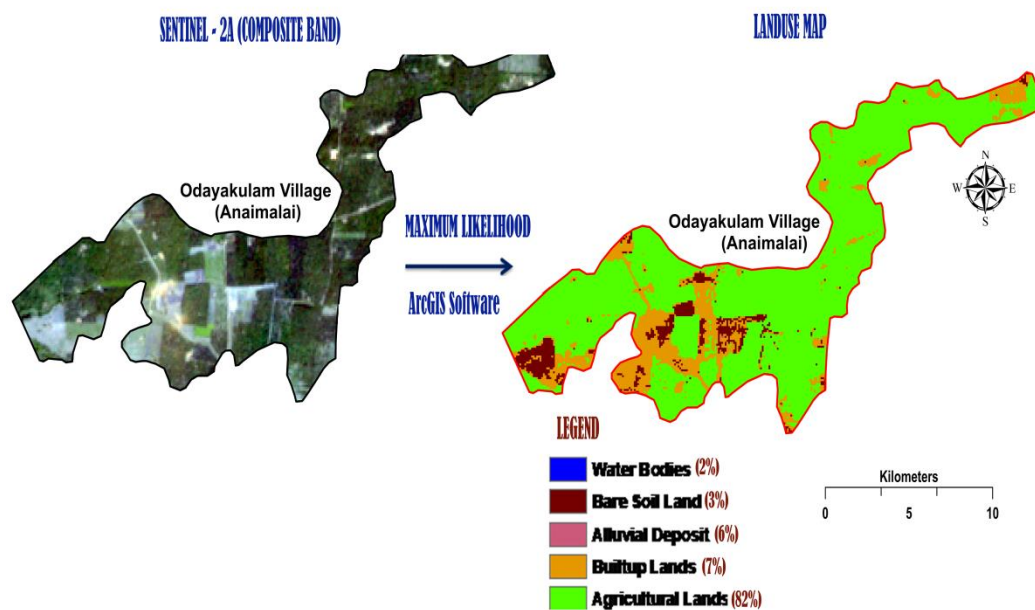 SENTINEL - 2A (COMPOSITE BAND)
LANDUSE MAP
Odayakulam Village
(Anaimalai)
MAXIMUM LIKELIHOOD
ArcGIS Software
N
W
E
S
Odayakulam Village
(Anaimalai)
LEGEND
Water Bodies (2%)
Bare Soil Land (3%)
Alluvial Deposit (6%)
Builtup Lands (7%)
Agricultural Lands (82%)
Kilometers
0 5 10